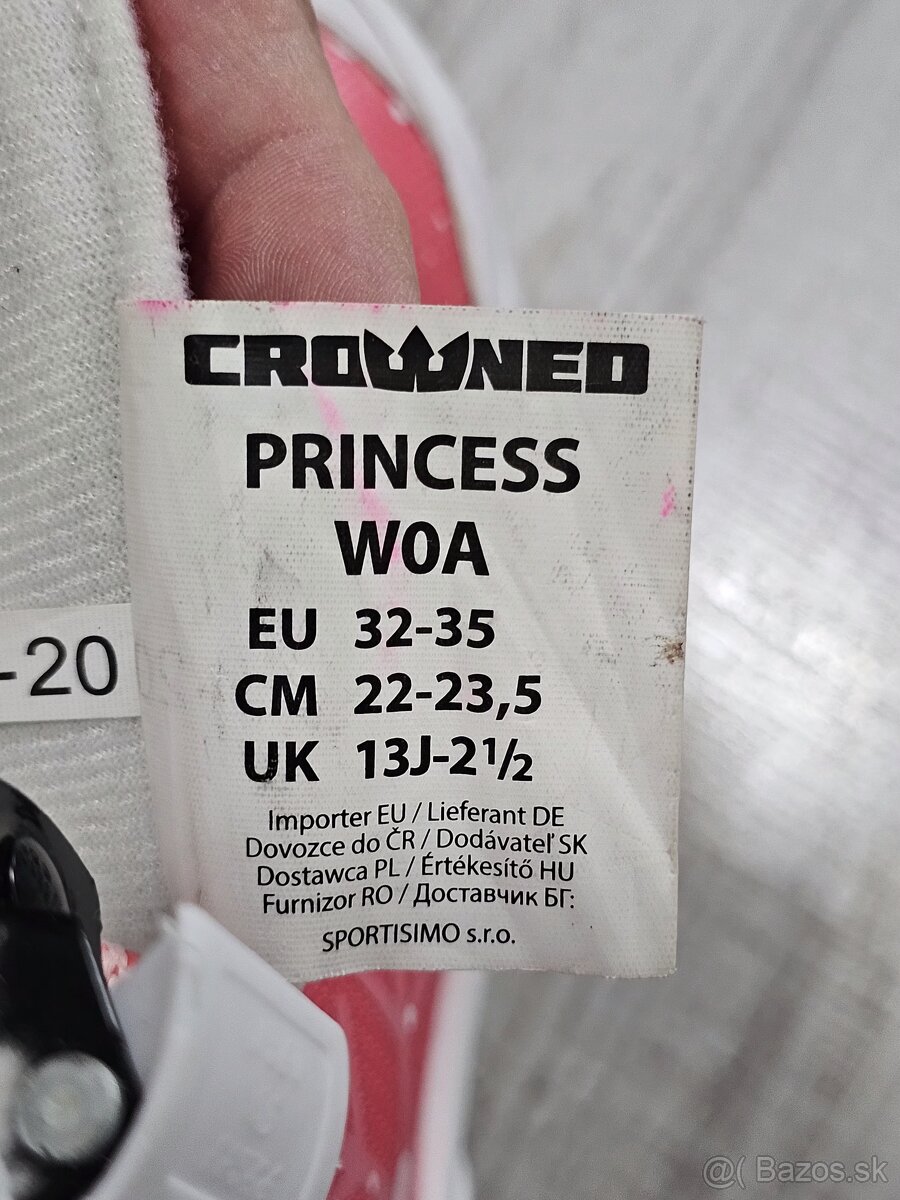 CROWNED
PRINCESS
W0A
EU 32-35
-20
CM 22-23,5
UK 13J-2½
Importer EU / Lieferant DE
Dovozce do ČR / Dodávateľ SK
Dostawca PL / Értékesítő HU
Furnizor RO / Доставчик БГ:
SPORTISIMO s.r.o.
@( Bazos.sk